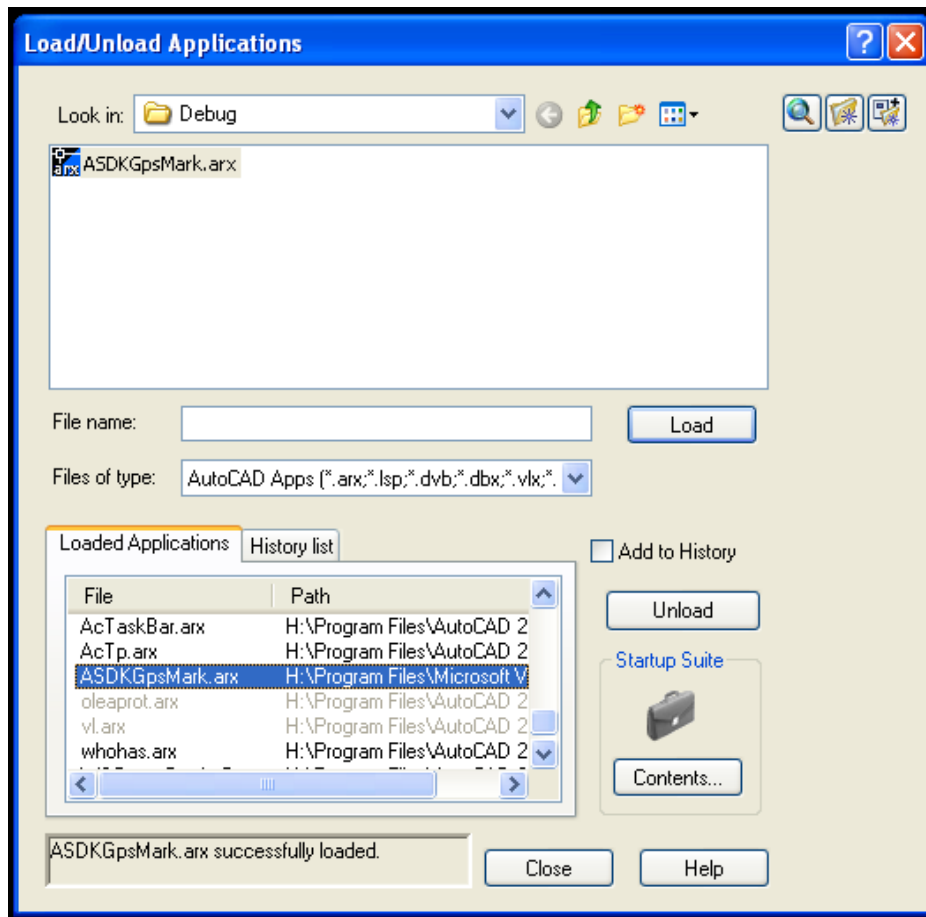 Load/Unload Applications
Look in: Debug
arx ASDKGpsMark.arx
File name: Load
Files of type: AutoCAD Apps (*.arx;*.lsp;*.dvb;*.dbx;*.vlx;*.
Loaded Applications History list Add to History
File Path
AcTaskBar.arx H:\Program Files\AutoCAD 2
AcTp.arx H:\Program Files\AutoCAD 2
ASDKGpsMark.arx H:\Program Files\Microsoft V
oleaprot.arx H:\Program Files\AutoCAD 2
vl.arx H:\Program Files\AutoCAD 2
whohas.arx H:\Program Files\AutoCAD 2
Unload
Startup Suite
Contents...
ASDKGpsMark.arx successfully loaded.
Close Help